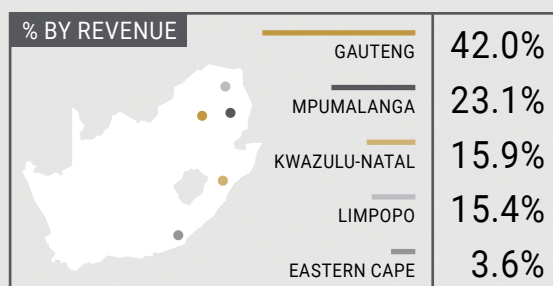 % BY REVENUE
GAUTENG 42.0%
MPUMALANGA 23.1%
KWAZULU-NATAL 15.9%
LIMPOPO 15.4%
EASTERN CAPE 3.6%